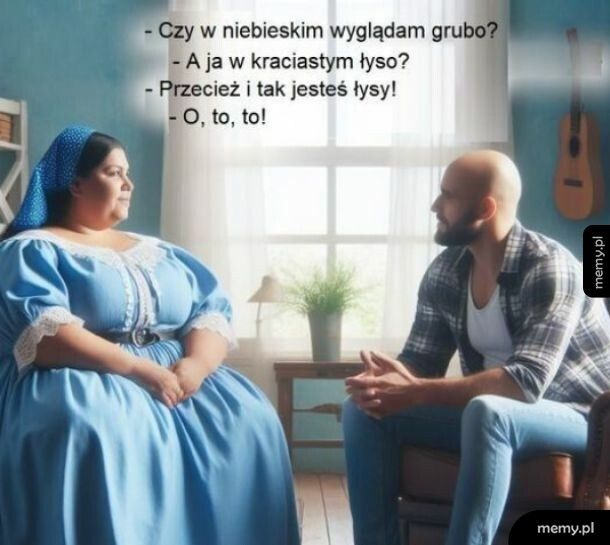 - Czy w niebieskim wyglądam grubo?
- A ja w kraciastym łyso?
- Przecież i tak jesteś łysy!
- O, to, to!
memy.pl
memy.pl